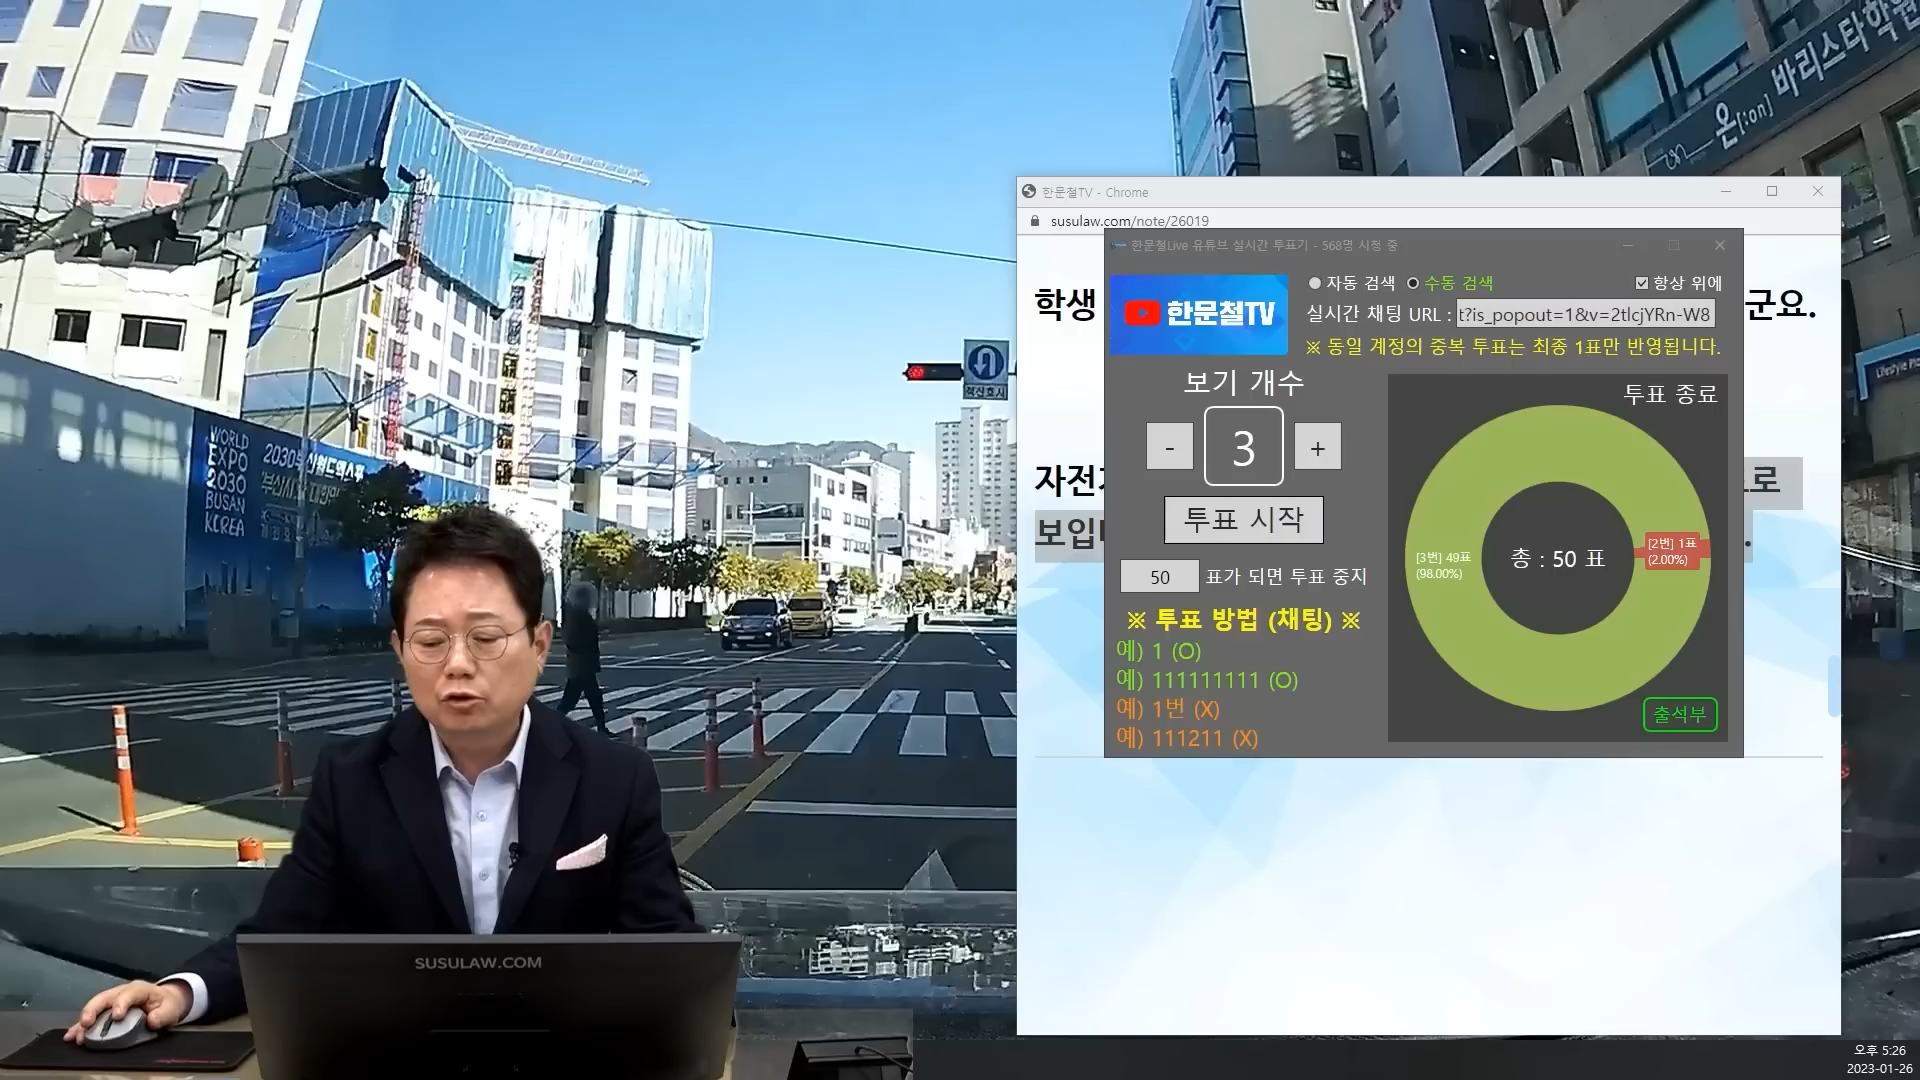 온[:on] 바리스타학원
한문철TV - Chrome
susulaw.com/note/26019
한문철Live 유튜브 실시간 투표기 - 568명 시청 중
학생
군요.
한문철TV
자동 검색 수동 검색
항상 위에
실시간 채팅 URL : t?is_popout=1&v=2tlcjYRn-W8
※ 동일 계정의 중복 투표는 최종 1표만 반영됩니다.
보기 개수
- 3 +
투표 시작
50 표가 되면 투표 중지
※ 투표 방법 (채팅) ※
예) 1 (O)
예) 111111111 (O)
예) 1번 (X)
예) 111211 (X)
투표 종료
[3번] 49표
(98.00%)
총 : 50 표
[2번] 1표
(2.00%)
출석부
로
보입
WORLD
EXPO
2030
BUSAN
KOREA
SUSULAW.COM
오후 5:26
2023-01-26